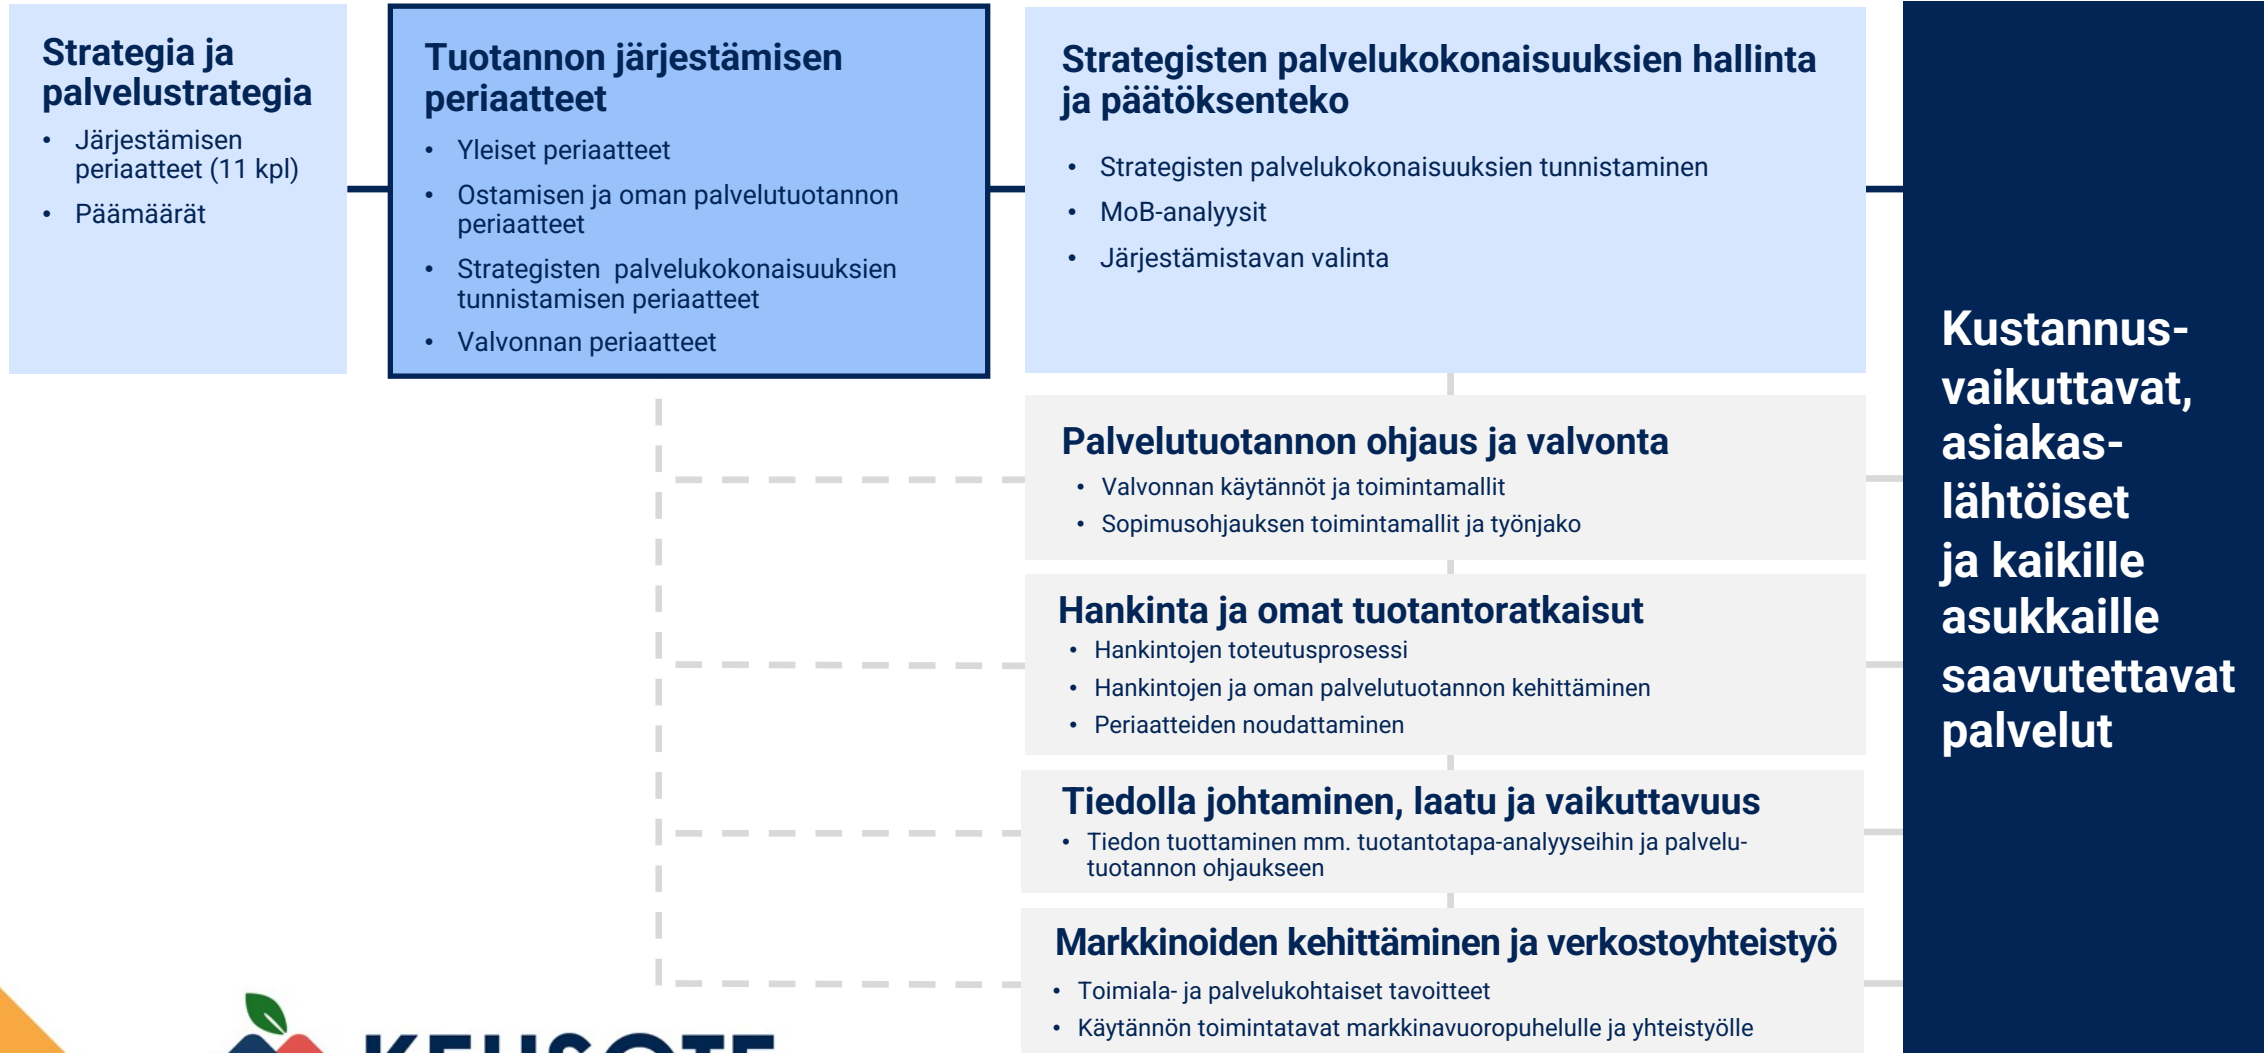 Strategia ja
palvelustrategia
• Järjestämisen
periaatteet (11 kpl)
• Päämäärät
Tuotannon järjestämisen
periaatteet
• Yleiset periaatteet
• Ostamisen ja oman palvelutuotannon
periaatteet
• Strategisten palvelukokonaisuuksien
tunnistamisen periaatteet
• Valvonnan periaatteet
Strategisten palvelukokonaisuuksien hallinta
ja päätöksenteko
• Strategisten palvelukokonaisuuksien tunnistaminen
• MoB-analyysit
• Järjestämistavan valinta
Palvelutuotannon ohjaus ja valvonta
• Valvonnan käytännöt ja toimintamallit
• Sopimusohjauksen toimintamallit ja työnjako
Hankinta ja omat tuotantoratkaisut
• Hankintojen toteutusprosessi
• Hankintojen ja oman palvelutuotannon kehittäminen
• Periaatteiden noudattaminen
Tiedolla johtaminen, laatu ja vaikuttavuus
• Tiedon tuottaminen mm. tuotantotapa-analyyseihin ja palvelu-
tuotannon ohjaukseen
Markkinoiden kehittäminen ja verkostoyhteistyö
• Toimiala- ja palvelukohtaiset tavoitteet
• Käytännön toimintatavat markkinavuoropuhelulle ja yhteistyölle
Kustannus-
vaikuttavat,
asiakas-
lähtöiset
ja kaikille
asukkaille
saavutettavat
palvelut
KEUSOTE